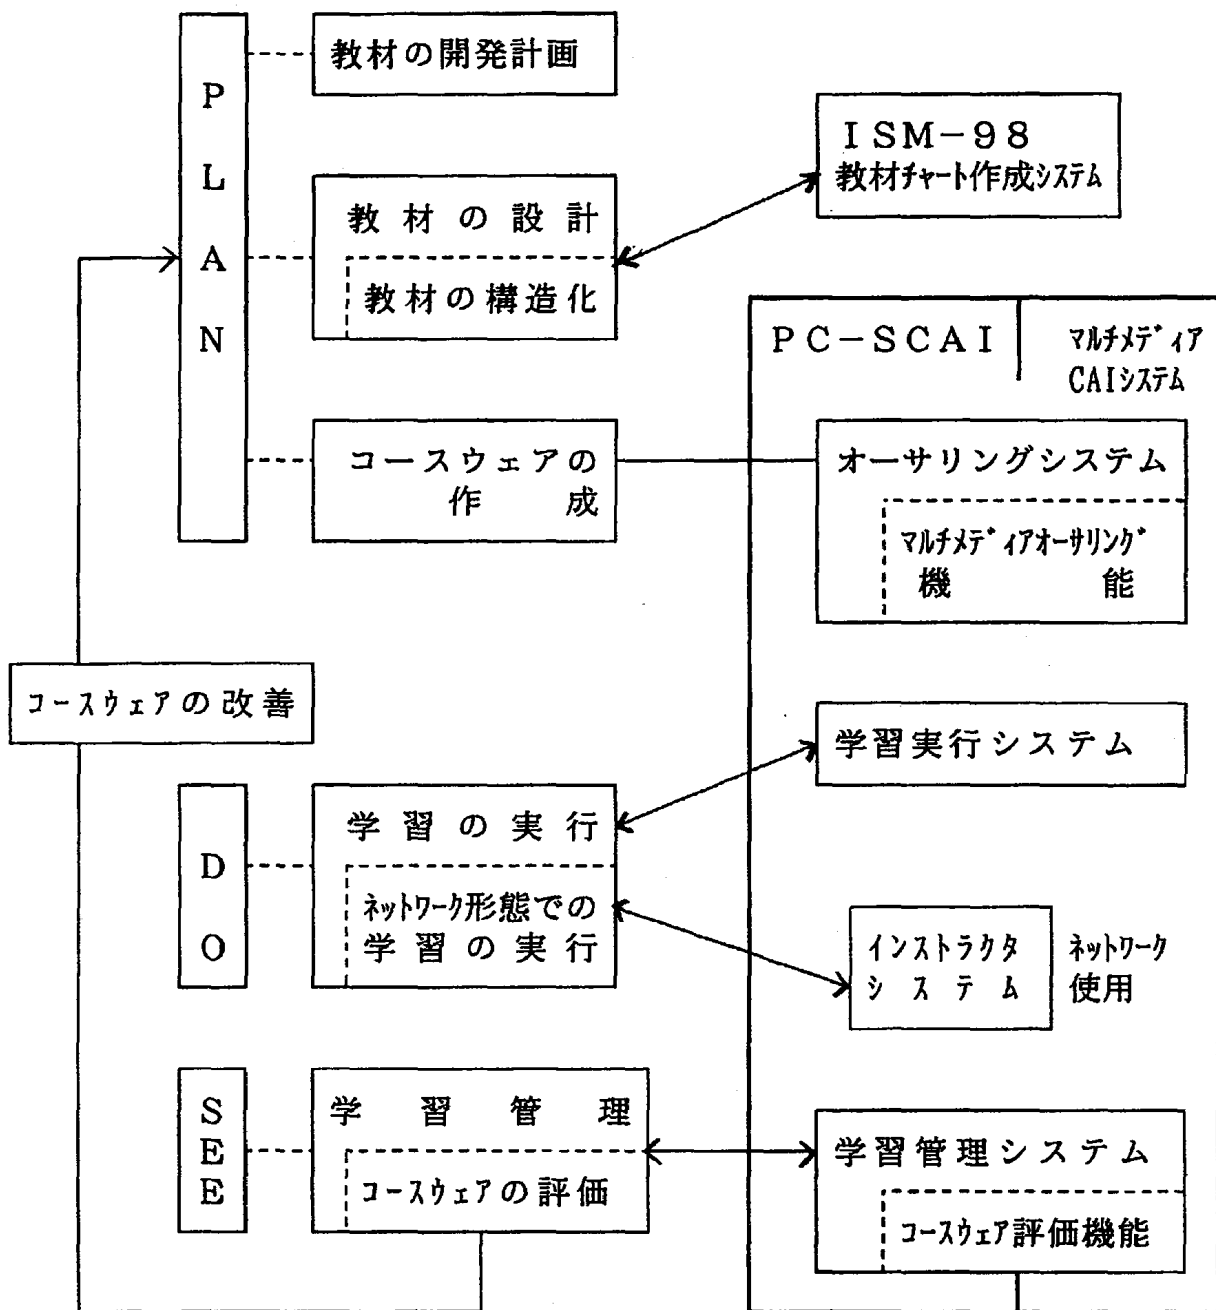 PLAN
教材の開発計画
ISM-98
教材ﾁｬｰﾄ作成ｼｽﾃﾑ
教材の設計
教材の構造化
PC-SCAI
ﾏﾙﾁﾒﾃﾞｨｱ
CAIｼｽﾃﾑ
コースウェアの
作成
オーサリングシステム
ﾏﾙﾁﾒﾃﾞｨｱｵｰｻﾘﾝｸﾞ
機能
ｺｰｽｳｪｱの改善
学習実行システム
DO
学習の実行
ﾈｯﾄﾜｰｸ形態での
学習の実行
ｲﾝｽﾄﾗｸﾀ
ｼｽﾃﾑ
ﾈｯﾄﾜｰｸ
使用
SEE
学習管理
ｺｰｽｳｪｱの評価
学習管理システム
ｺｰｽｳｪｱ評価機能